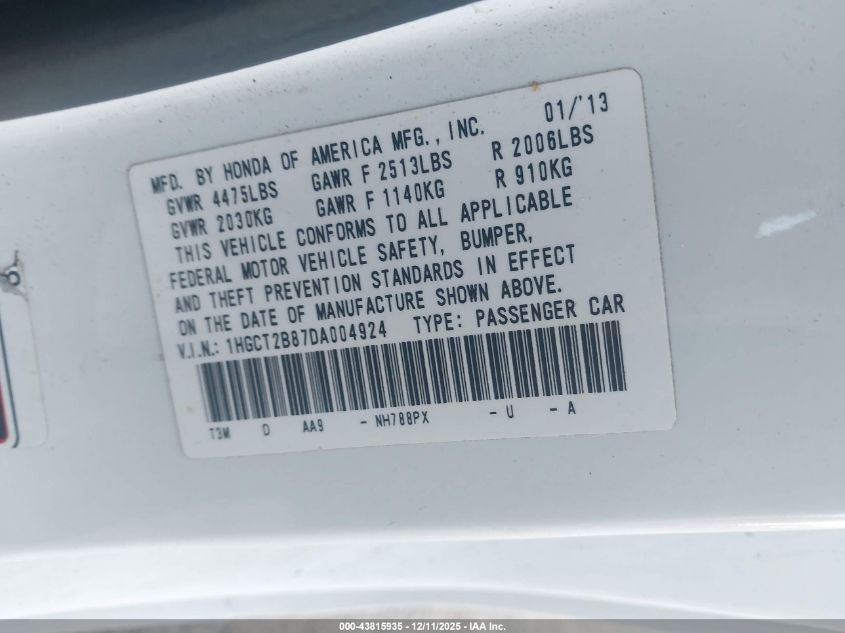 MFD. BY HONDA OF AMERICA MFG., INC. 01/'13
GVWR 4475LBS GAWR F 2513LBS R 2006LBS
GVWR 2030KG GAWR F 1140KG R 910KG
THIS VEHICLE CONFORMS TO ALL APPLICABLE
FEDERAL MOTOR VEHICLE SAFETY, BUMPER,
AND THEFT PREVENTION STANDARDS IN EFFECT
ON THE DATE OF MANUFACTURE SHOWN ABOVE.
V.I.N.: 1HGCT2B87DA004924 TYPE: PASSENGER CAR
T3M D AA9 - NH788PX - U - A
000-43815935 - 12/11/2025 - IAA Inc.